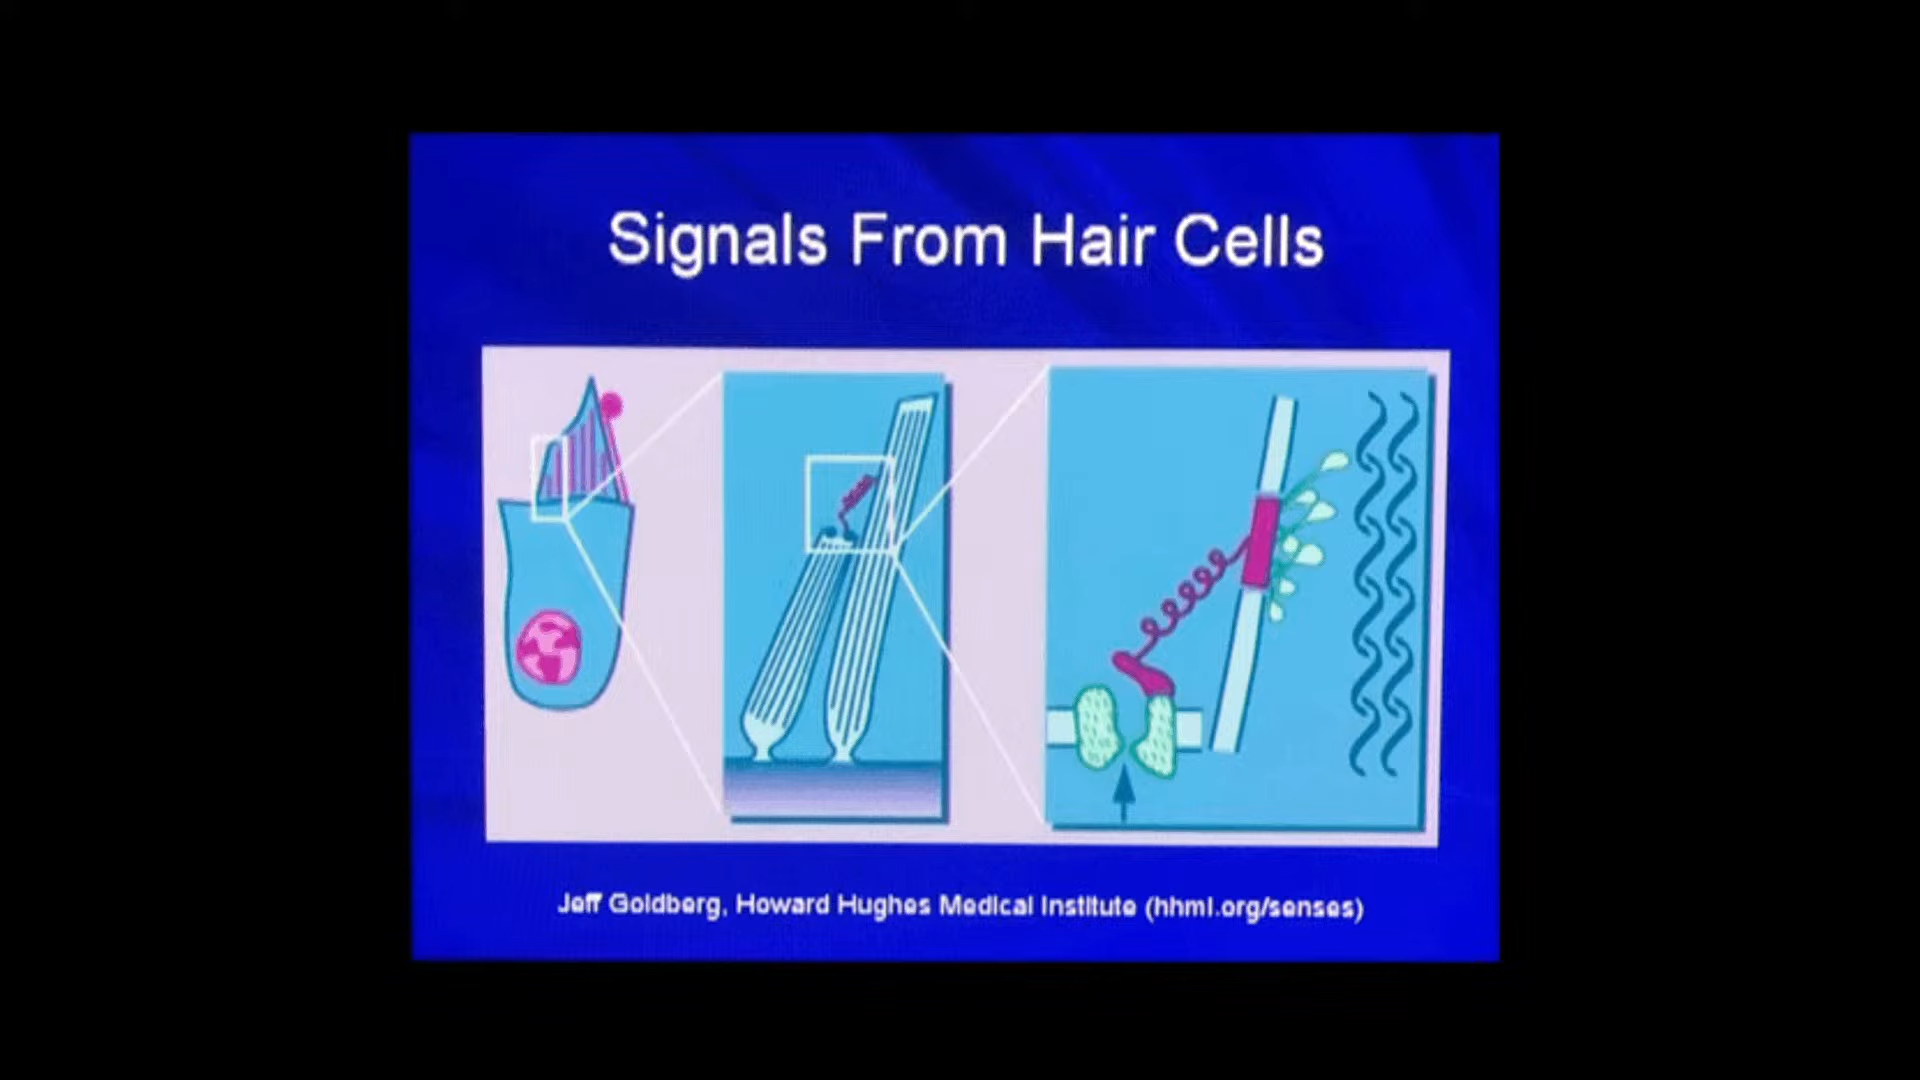 Signals From Hair Cells
Jeff Goldberg, Howard Hughes Medical Institute (hhmi.org/senses)